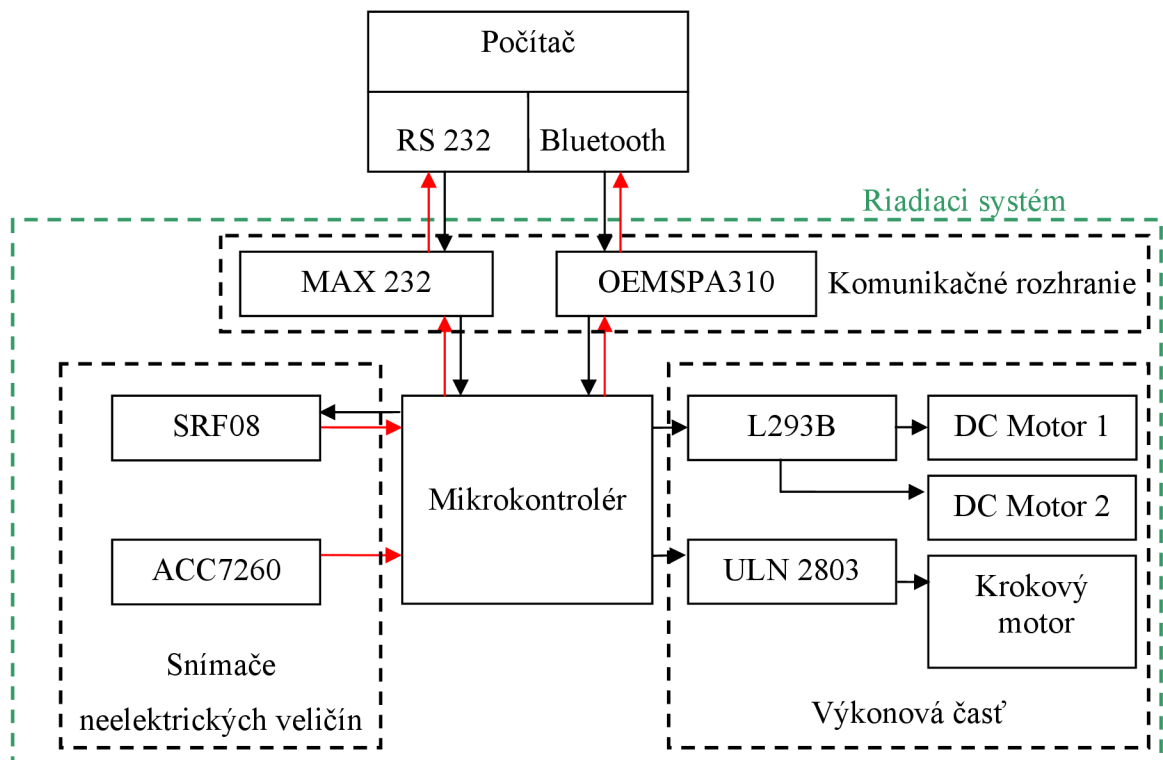 Počítač
RS 232
Bluetooth
Riadiaci systém
MAX 232
OEMSPA310
Komunikačné rozhranie
SRF08
Mikrokontrolér
L293B
DC Motor 1
DC Motor 2
ACC7260
ULN 2803
Krokový
motor
Snímače
neelektrických veličín
Výkonová časť